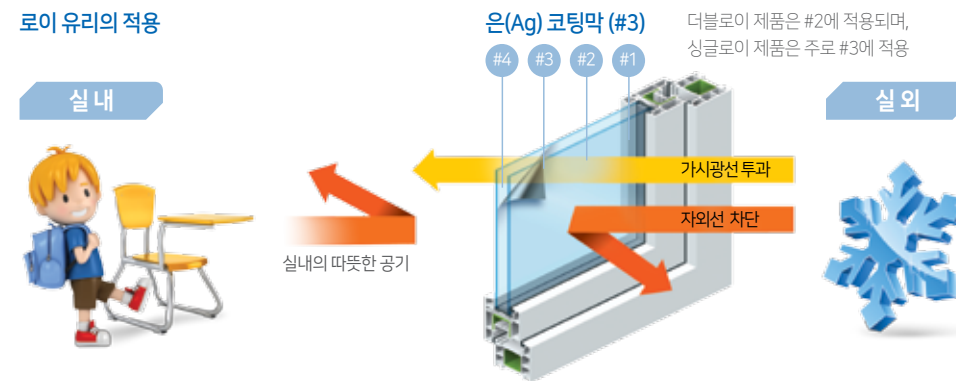 로이 유리의 적용
은(Ag) 코팅막 (#3)
더블로이 제품은 #2에 적용되며,
싱글로이 제품은 주로 #3에 적용
#4 #3 #2 #1
실내
실외
가시광선 투과
자외선 차단
실내의 따뜻한 공기